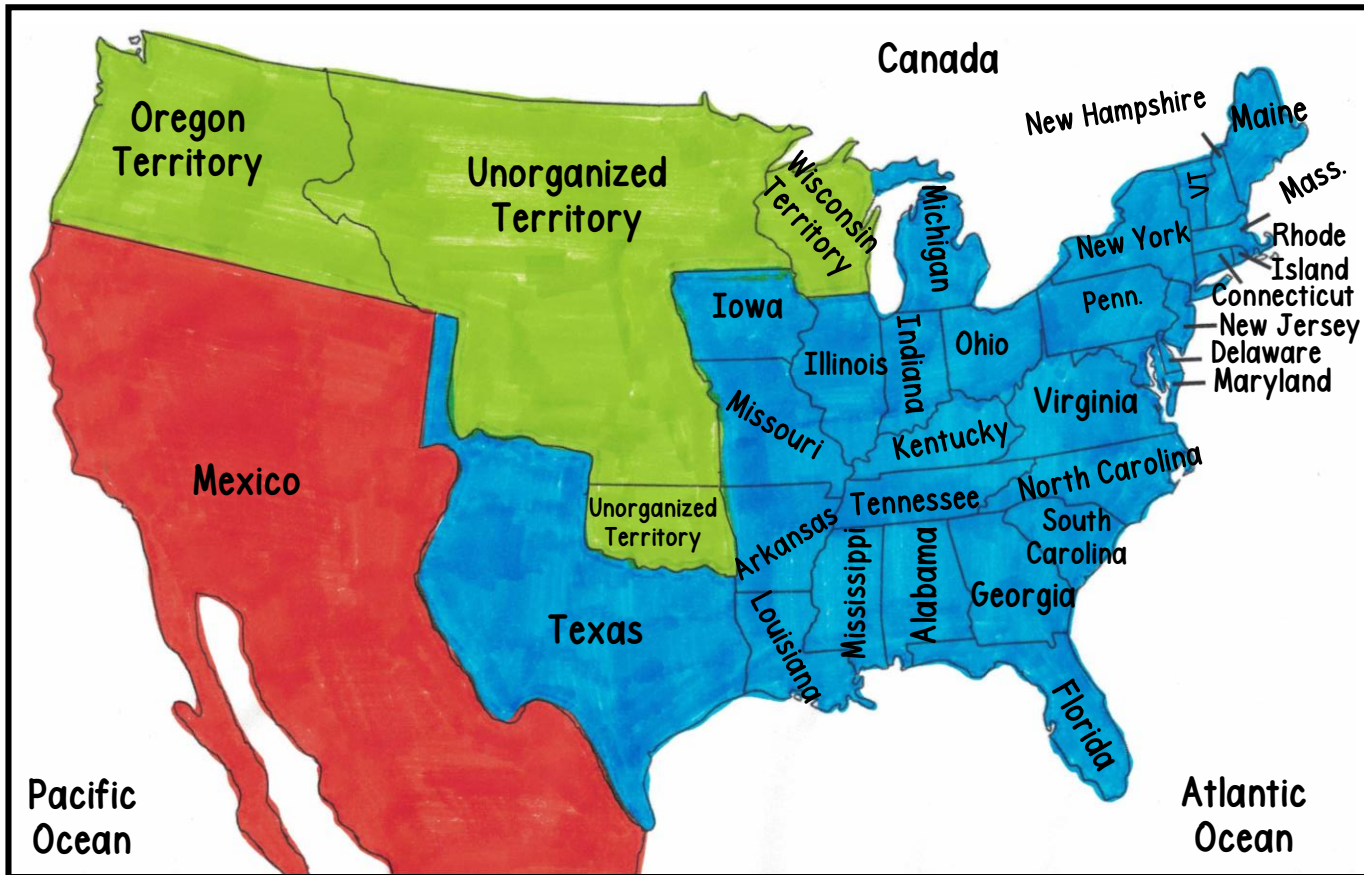 Canada
New Hampshire
Maine
Oregon
Territory
Unorganized
Territory
Wisconsin
Territory
Michigan
VT
Mass.
New York
Rhode
Island
Connecticut
Penn.
New Jersey
Delaware
Maryland
Iowa
Illinois
Indiana
Ohio
Virginia
Missouri
Kentucky
Mexico
Unorganized
Territory
Arkansas
Tennessee
North Carolina
South
Carolina
Texas
Louisiana
Mississippi
Alabama
Georgia
Florida
Pacific
Ocean
Atlantic
Ocean